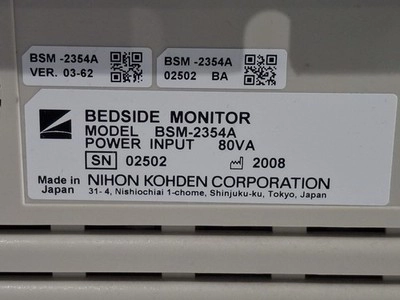 BSM -2354A
VER. 03-62
BSM -2354A
02502 BA
BEDSIDE MONITOR
MODEL BSM-2354A
POWER INPUT 80VA
SN 02502 2008
Made in Japan NIHON KOHDEN CORPORATION
31- 4, Nishiochiai 1-chome, Shinjuku-ku, Tokyo, Japan